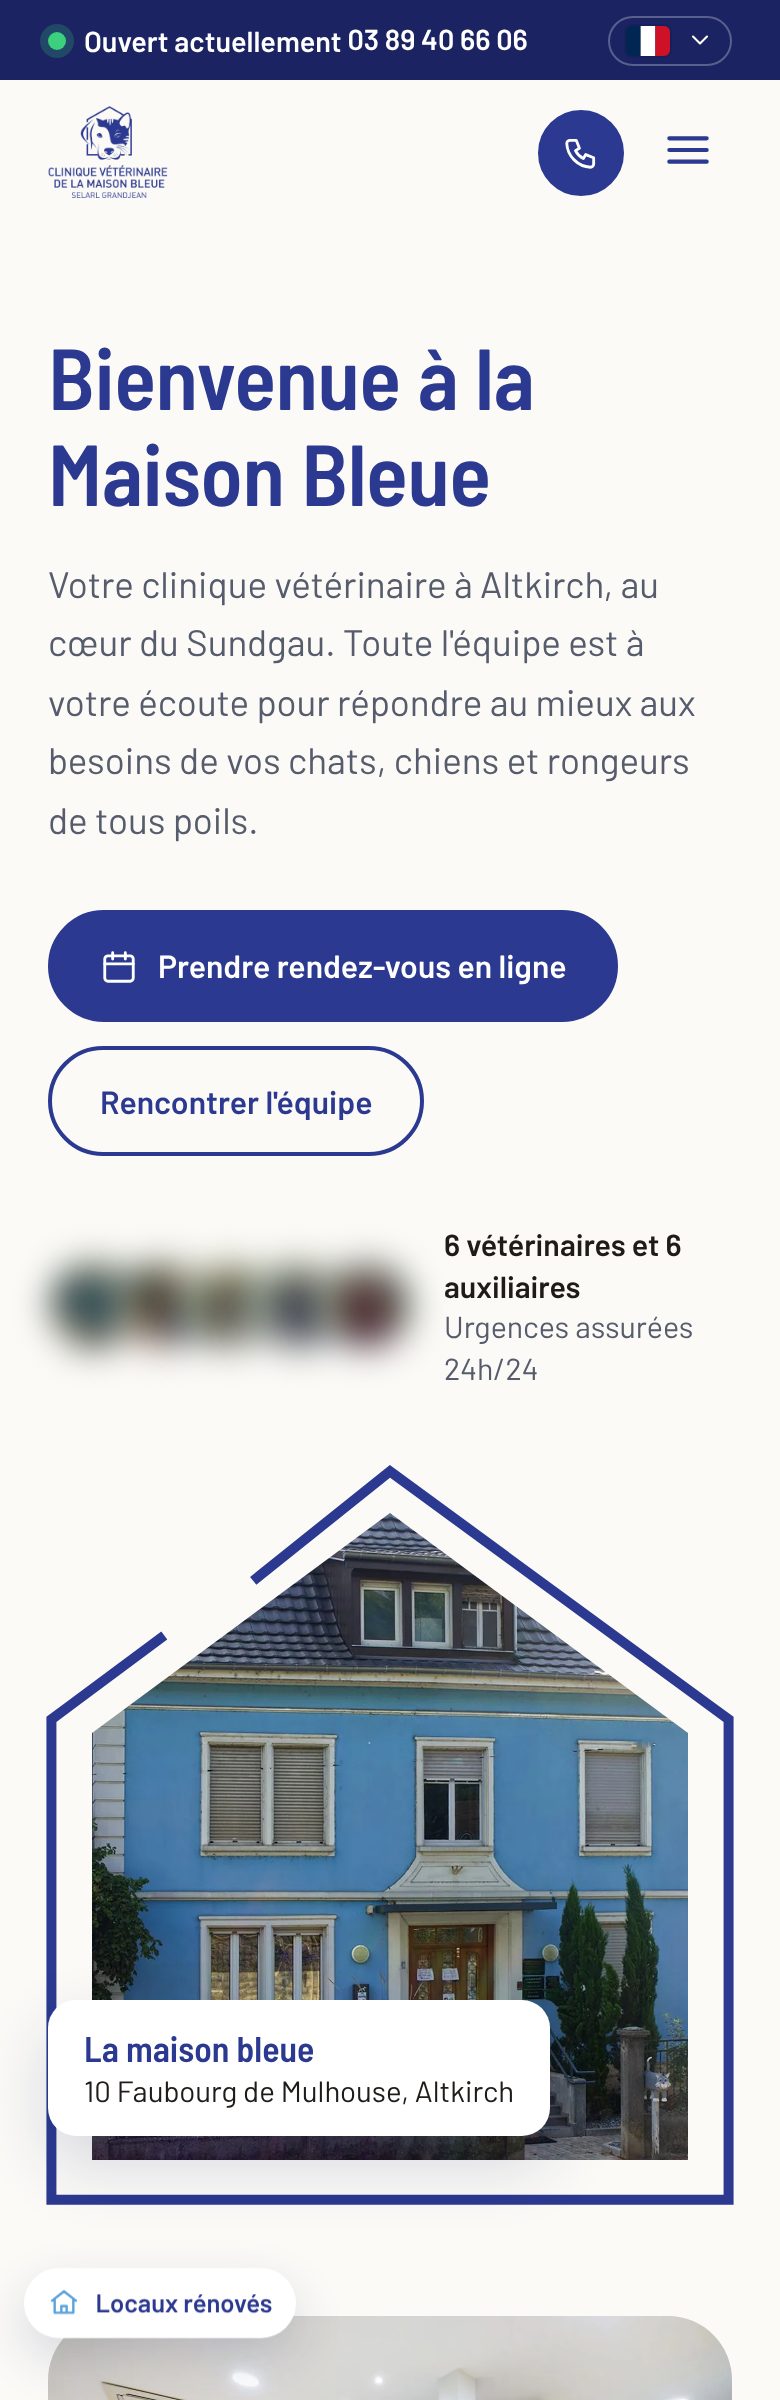 Ouvert actuellement 03 89 40 66 06
CLINIQUE VÉTÉRINAIRE
DE LA MAISON BLEUE
SELARL GRANDJEAN
Bienvenue à la
Maison Bleue
Votre clinique vétérinaire à Altkirch, au
cœur du Sundgau. Toute l'équipe est à
votre écoute pour répondre au mieux aux
besoins de vos chats, chiens et rongeurs
de tous poils.
Prendre rendez-vous en ligne
Rencontrer l'équipe
6 vétérinaires et 6
auxiliaires
Urgences assurées
24h/24
La maison bleue
10 Faubourg de Mulhouse, Altkirch
Locaux rénovés